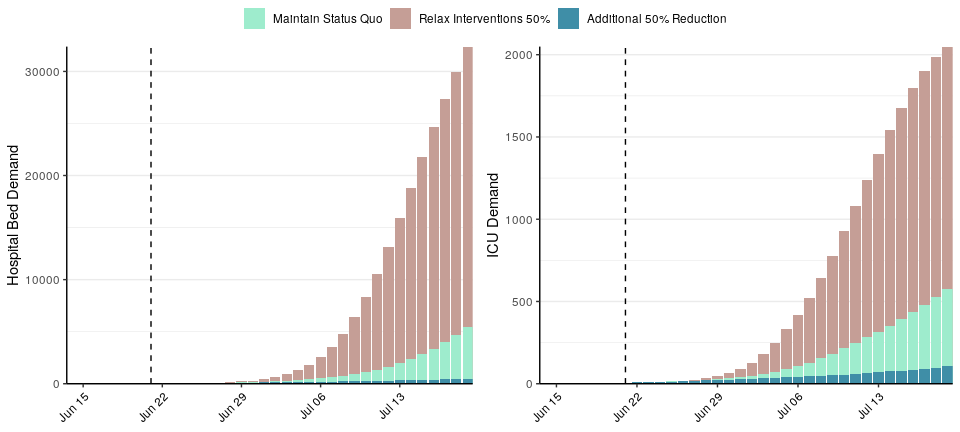 Maintain Status Quo Relax Interventions 50% Additional 50% Reduction
Hospital Bed Demand
30000
20000
10000
0
Jun 15 Jun 22 Jun 29 Jul 06 Jul 13
ICU Demand
2000
1500
1000
500
0
Jun 15 Jun 22 Jun 29 Jul 06 Jul 13